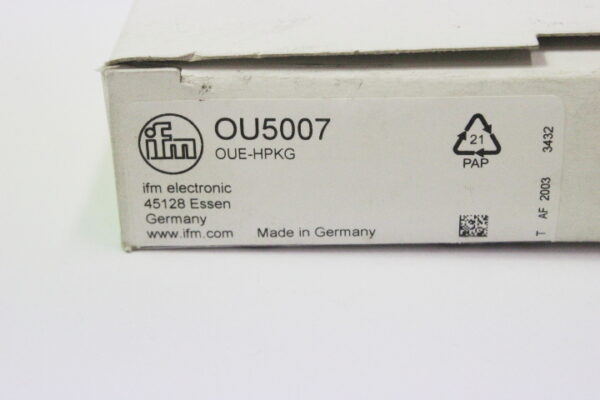 ifm
OU5007
OUE-HPKG
ifm electronic
45128 Essen
Germany
www.ifm.com
Made in Germany
21
PAP
T AF 2003 3432